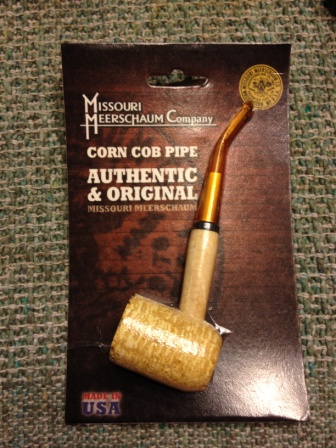 MISSOURI
MEERSCHAUM COMPANY
CORN COB PIPE
AUTHENTIC
& ORIGINAL
MISSOURI MEERSCHAUM
MADE IN
USA